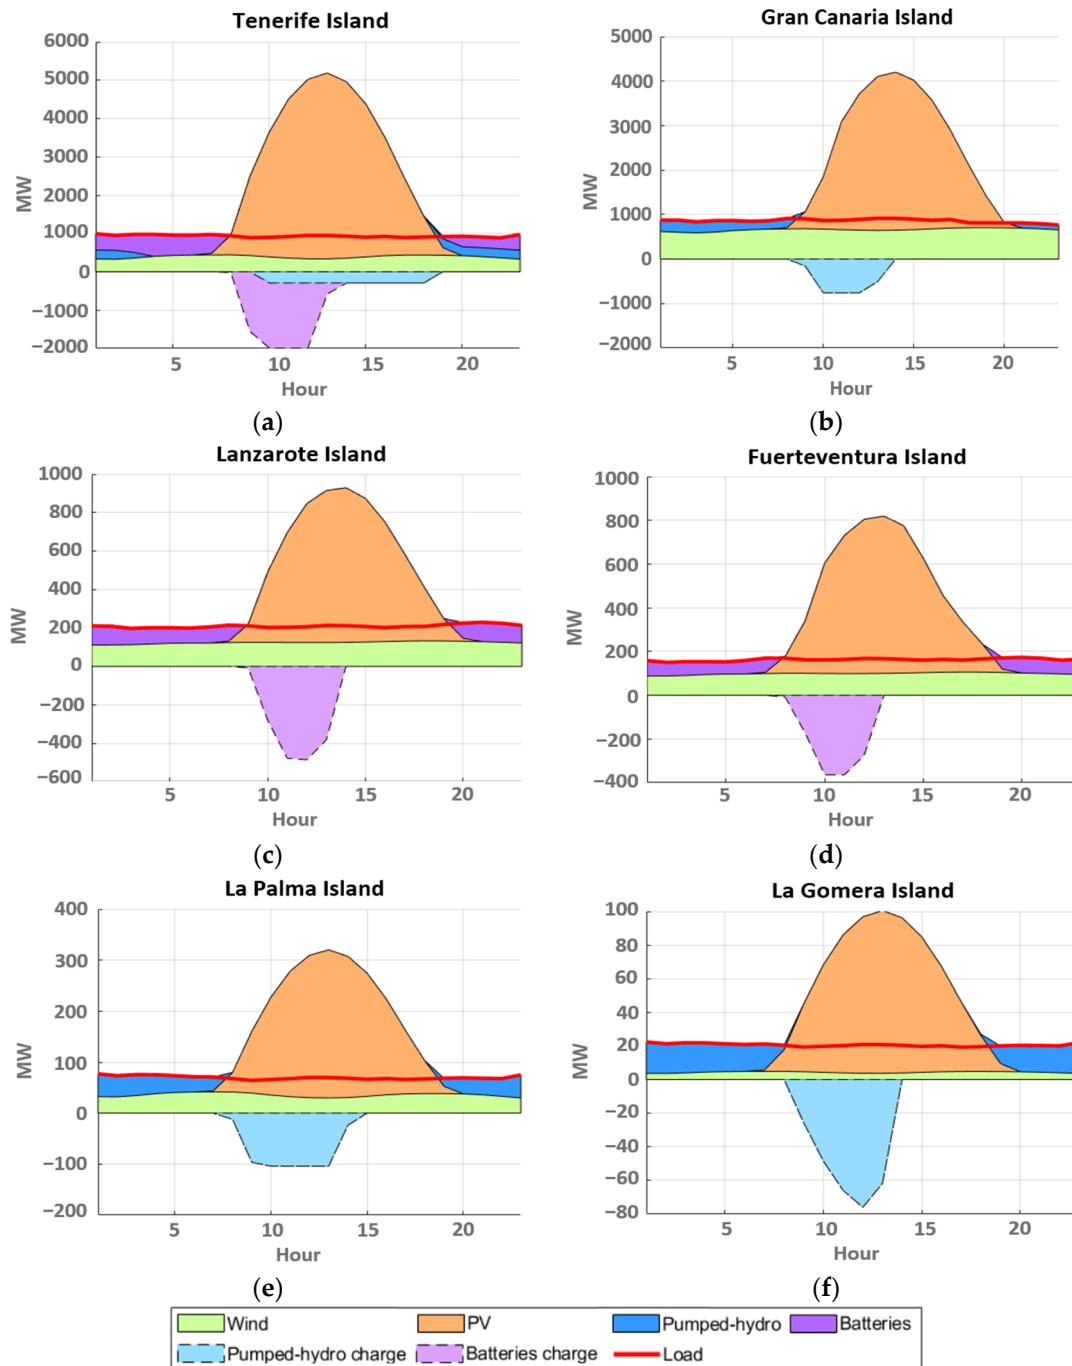 Tenerife Island
6000
5000
4000
3000
2000
1000
0
−1000
−2000
MW
5
10
15
20
Hour
(a)
Gran Canaria Island
5000
4000
3000
2000
1000
0
−1000
−2000
MW
5
10
15
20
Hour
(b)
Lanzarote Island
1000
800
600
400
200
0
−200
−400
−600
MW
5
10
15
20
Hour
(c)
Fuerteventura Island
1000
800
600
400
200
0
−200
−400
MW
5
10
15
20
Hour
(d)
La Palma Island
400
300
200
100
0
−100
−200
MW
5
10
15
20
Hour
(e)
La Gomera Island
100
80
60
40
20
0
−20
−40
−60
−80
MW
5
10
15
20
Hour
(f)
Wind PV Pumped-hydro Batteries
Pumped-hydro charge Batteries charge Load